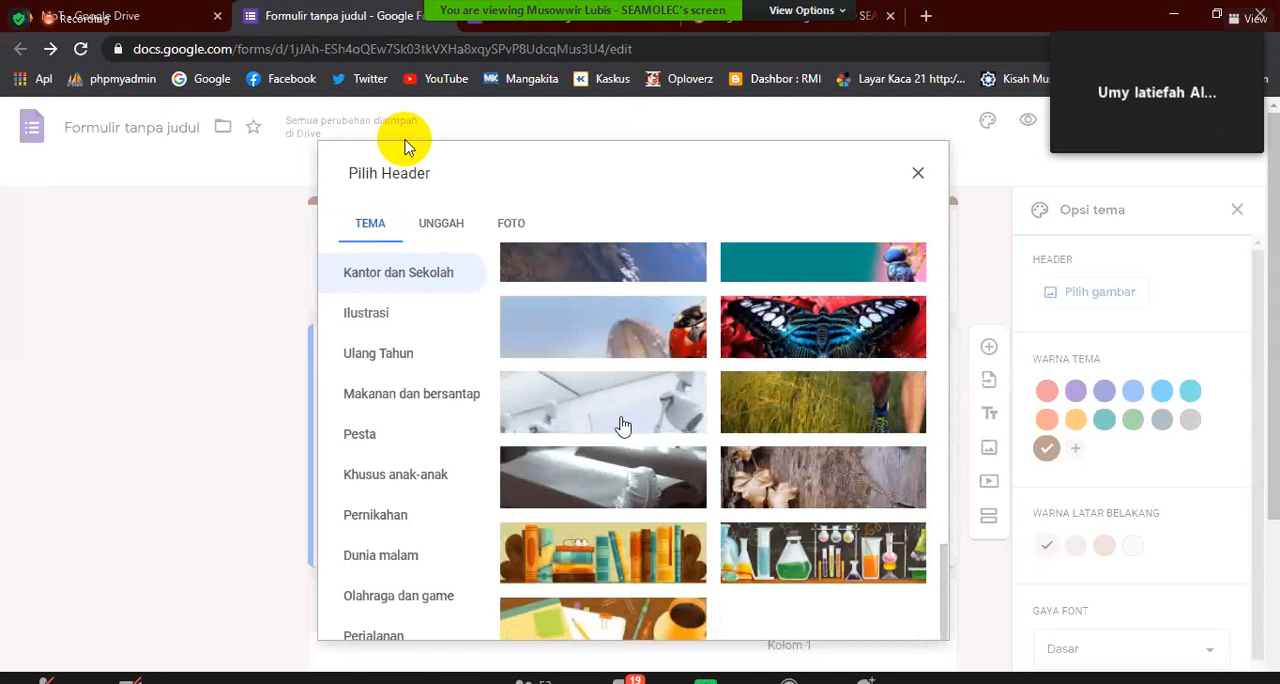 NoT - Google Drive
Recording
Formulir tanpa judul - Google F
You are viewing Musowwir Lubis - SEAMOLEC's screen
View Options
SEA
View
docs.google.com/forms/d/1jJAh-ESh4oQEw7Sk03tkVXHa8xqySPvP8UdcqMus3U4/edit
Apl
phpmyadmin
Google
Facebook
Twitter
YouTube
Mangakita
Kaskus
Oploverz
Dashbor : RMI
Layar Kaca 21 http:/...
Kisah Mu
Umy latiefah Al...
Formulir tanpa judul
Semua perubahan disimpan
di Drive
Pilih Header
TEMA
UNGGAH
FOTO
Kantor dan Sekolah
Ilustrasi
Ulang Tahun
Makanan dan bersantap
Pesta
Khusus anak-anak
Pernikahan
Dunia malam
Olahraga dan game
Perjalanan
Opsi tema
HEADER
Pilih gambar
WARNA TEMA
WARNA LATAR BELAKANG
GAYA FONT
Dasar
Kolom 1
19